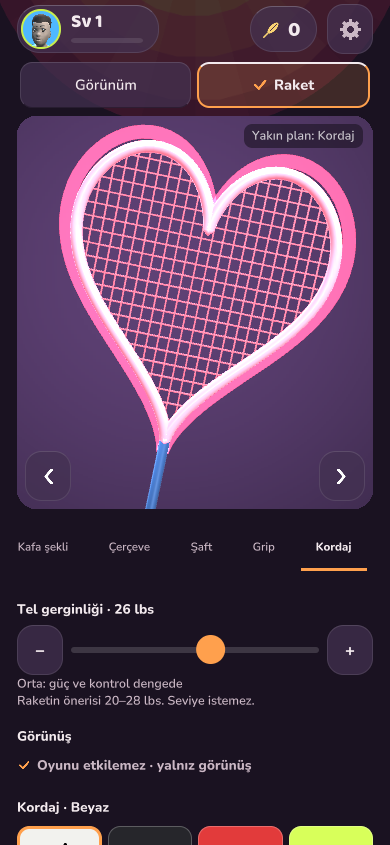 Sv 1
0
Görünüm
Raket
Yakın plan: Kordaj
Kafa şekli
Çerçeve
Şaft
Grip
Kordaj
Tel gerginliği · 26 lbs
−
+
Orta: güç ve kontrol dengede
Raketin önerisi 20–28 lbs. Seviye istemez.
Görünüş
Oyunu etkilemez · yalnız görünüş
Kordaj · Beyaz